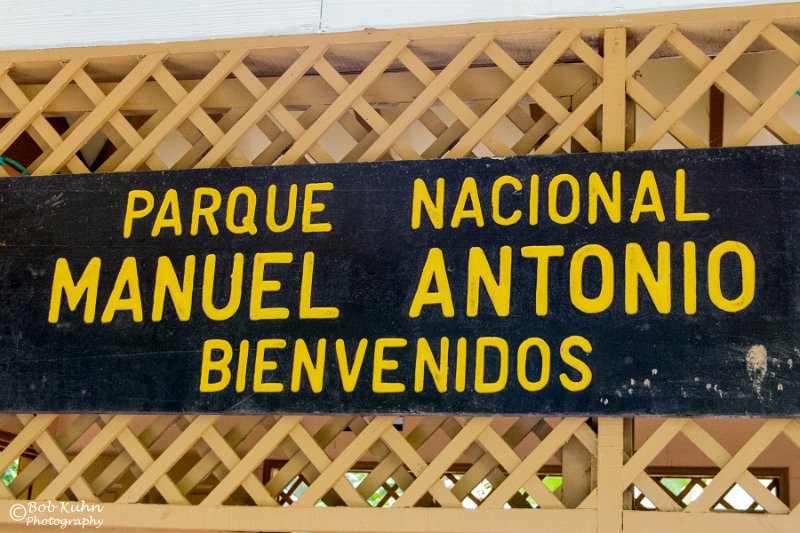 PARQUE NACIONAL
MANUEL ANTONIO
BIENVENIDOS
©Bob Kuhn
Photography